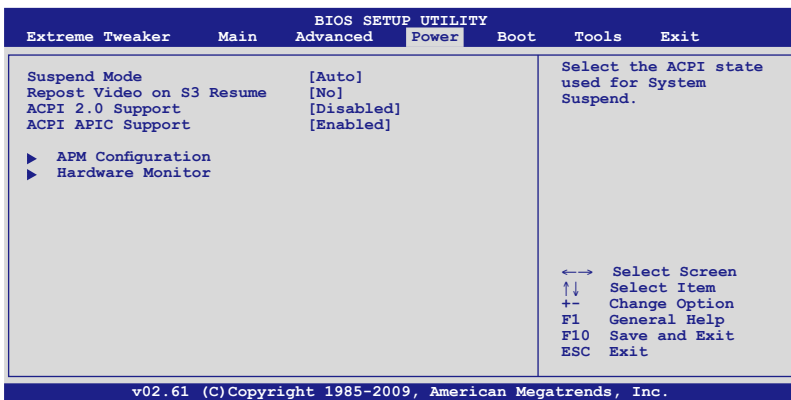 BIOS SETUP UTILITY
Extreme Tweaker Main Advanced Power Boot Tools Exit
Suspend Mode [Auto]
Repost Video on S3 Resume [No]
ACPI 2.0 Support [Disabled]
ACPI APIC Support [Enabled]
▶ APM Configuration
▶ Hardware Monitor
Select the ACPI state
used for System
Suspend.
←→ Select Screen
↑↓ Select Item
+- Change Option
F1 General Help
F10 Save and Exit
ESC Exit
v02.61 (C)Copyright 1985-2009, American Megatrends, Inc.